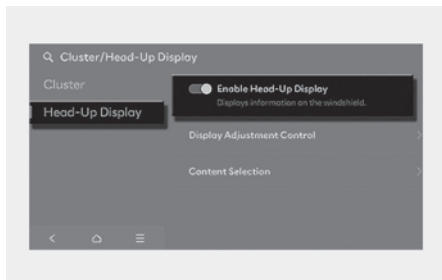 Cluster/Head-Up Display
Cluster
Enable Head-Up Display
Displays information on the windshield.
Head-Up Display
Display Adjustment Control
Content Selection